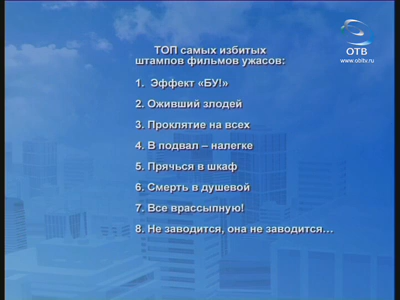 ОТВ
www.obltv.ru
ТОП самых избитых
штампов фильмов ужасов:
1. Эффект «БУ!»
2. Оживший злодей
3. Проклятие на всех
4. В подвал – налегке
5. Прячься в шкаф
6. Смерть в душевой
7. Все врассыпную!
8. Не заводится, она не заводится...